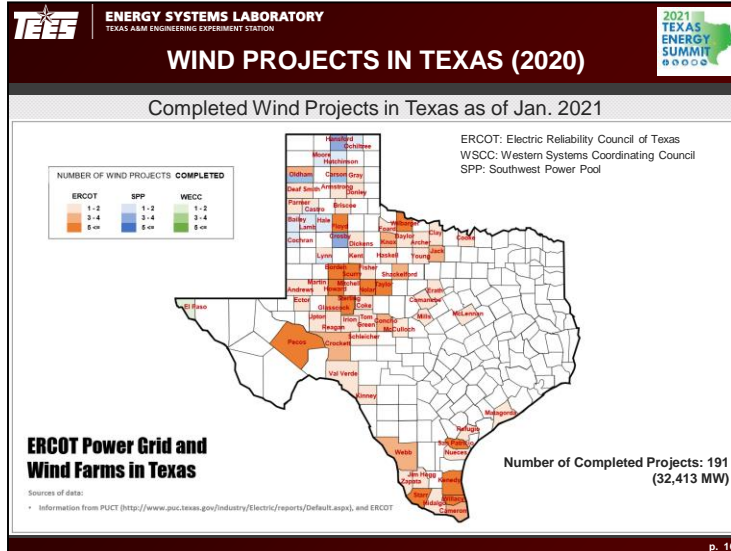 TEES
ENERGY SYSTEMS LABORATORY
TEXAS A&M ENGINEERING EXPERIMENT STATION
WIND PROJECTS IN TEXAS (2020)
2021
TEXAS
ENERGY
SUMMIT
Completed Wind Projects in Texas as of Jan. 2021
ERCOT: Electric Reliability Council of Texas
WSCC: Western Systems Coordinating Council
SPP: Southwest Power Pool
NUMBER OF WIND PROJECTS COMPLETED
ERCOT SPP WECC
1 - 2 1 - 2 1 - 2
3 - 4 3 - 4 3 - 4
5 <= 5 <= 5 <=
Hansford
Ochiltree
Moore
Hutchinson
Oldham Carson Gray
Deaf Smith Armstrong
Donley
Parmer
Castro Briscoe
Bailey Hale Floyd
Lamb
Cochran Crosby Dickens
Foard Wilbarger
Knox Baylor Clay Cooke
Archer
Jack
Lynn Kent Haskell Young
Borden Fisher
Scurry Shackelford
Martin Mitchell Taylor
Andrews Howard Nolan
Erath
Ector Sterling Comanche
Glasscock Coke
El Paso
Upton Irion Tom Concho Mills McLennan
Reagan Green McCulloch
Schleicher
Pecos Crockett
Val Verde
Kinney
Matagorda
Refugio
San Patricio
Webb Nueces
Jim Hogg
Zapata Kenedy
Starr Willacy
Hidalgo
Cameron
ERCOT Power Grid and
Wind Farms in Texas
Number of Completed Projects: 191
(32,413 MW)
Sources of data:
• Information from PUCT (http://www.puc.texas.gov/industry/Electric/reports/Default.aspx), and ERCOT